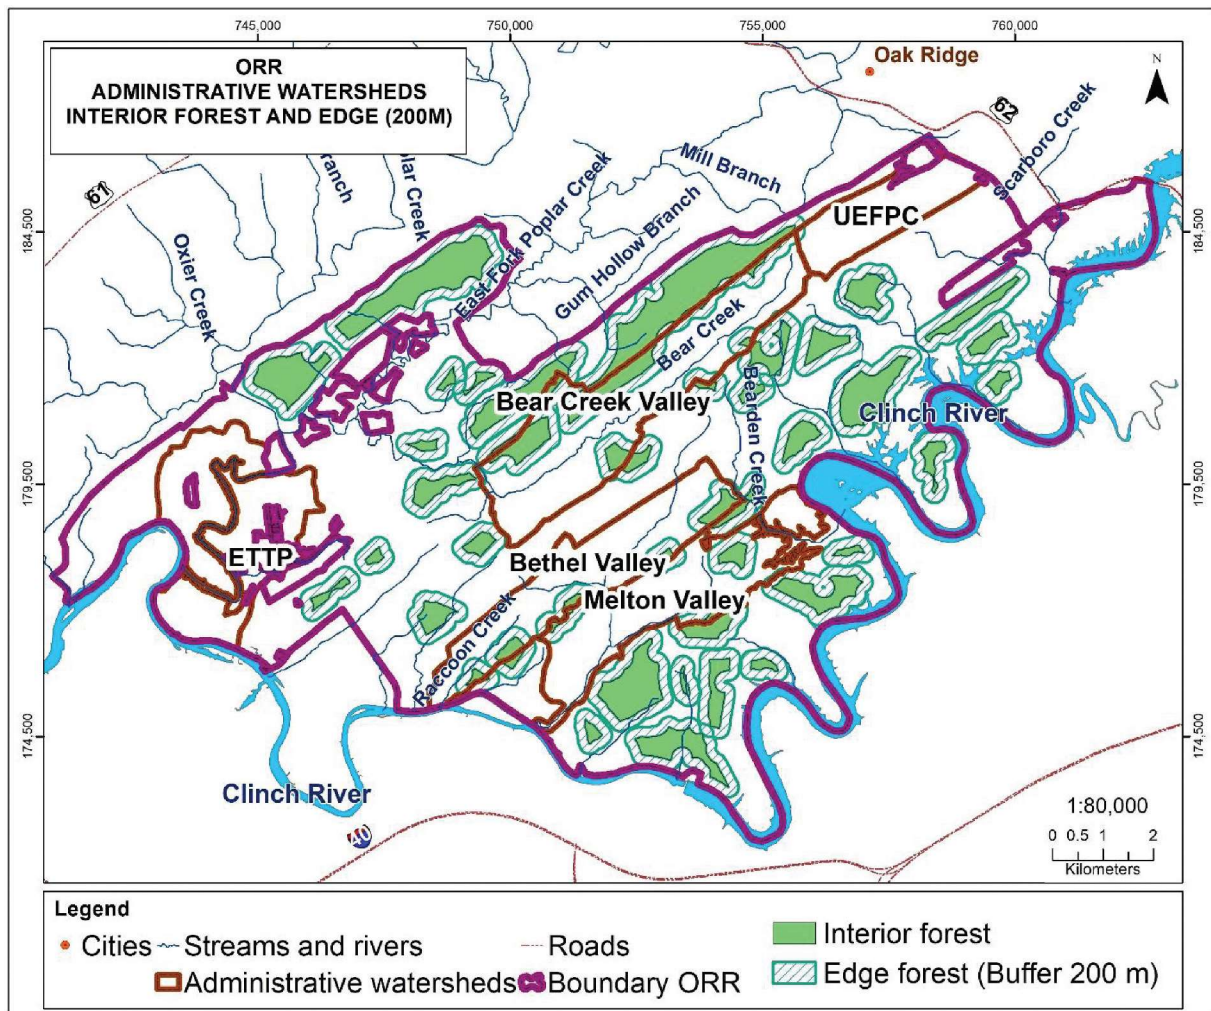 745,000
750,000
755,000
760,000
ORR
ADMINISTRATIVE WATERSHEDS
INTERIOR FOREST AND EDGE (200M)
Oak Ridge
N
62
61
Scarboro Creek
Mill Branch
ranch
lar Creek
East Fork Poplar Creek
Gum Hollow Branch
UEFPC
184,500
184,500
Oxier Creek
Bear Creek
Bear Creek Valley
Bearden Creek
Clinch River
179,500
179,500
ETTP
Bethel Valley
Melton Valley
Raccoon Creek
174,500
174,500
Clinch River
40
1:80,000
0 0.5 1 2
Kilometers
Legend
Cities
Streams and rivers
Roads
Interior forest
Administrative watersheds
Boundary ORR
Edge forest (Buffer 200 m)